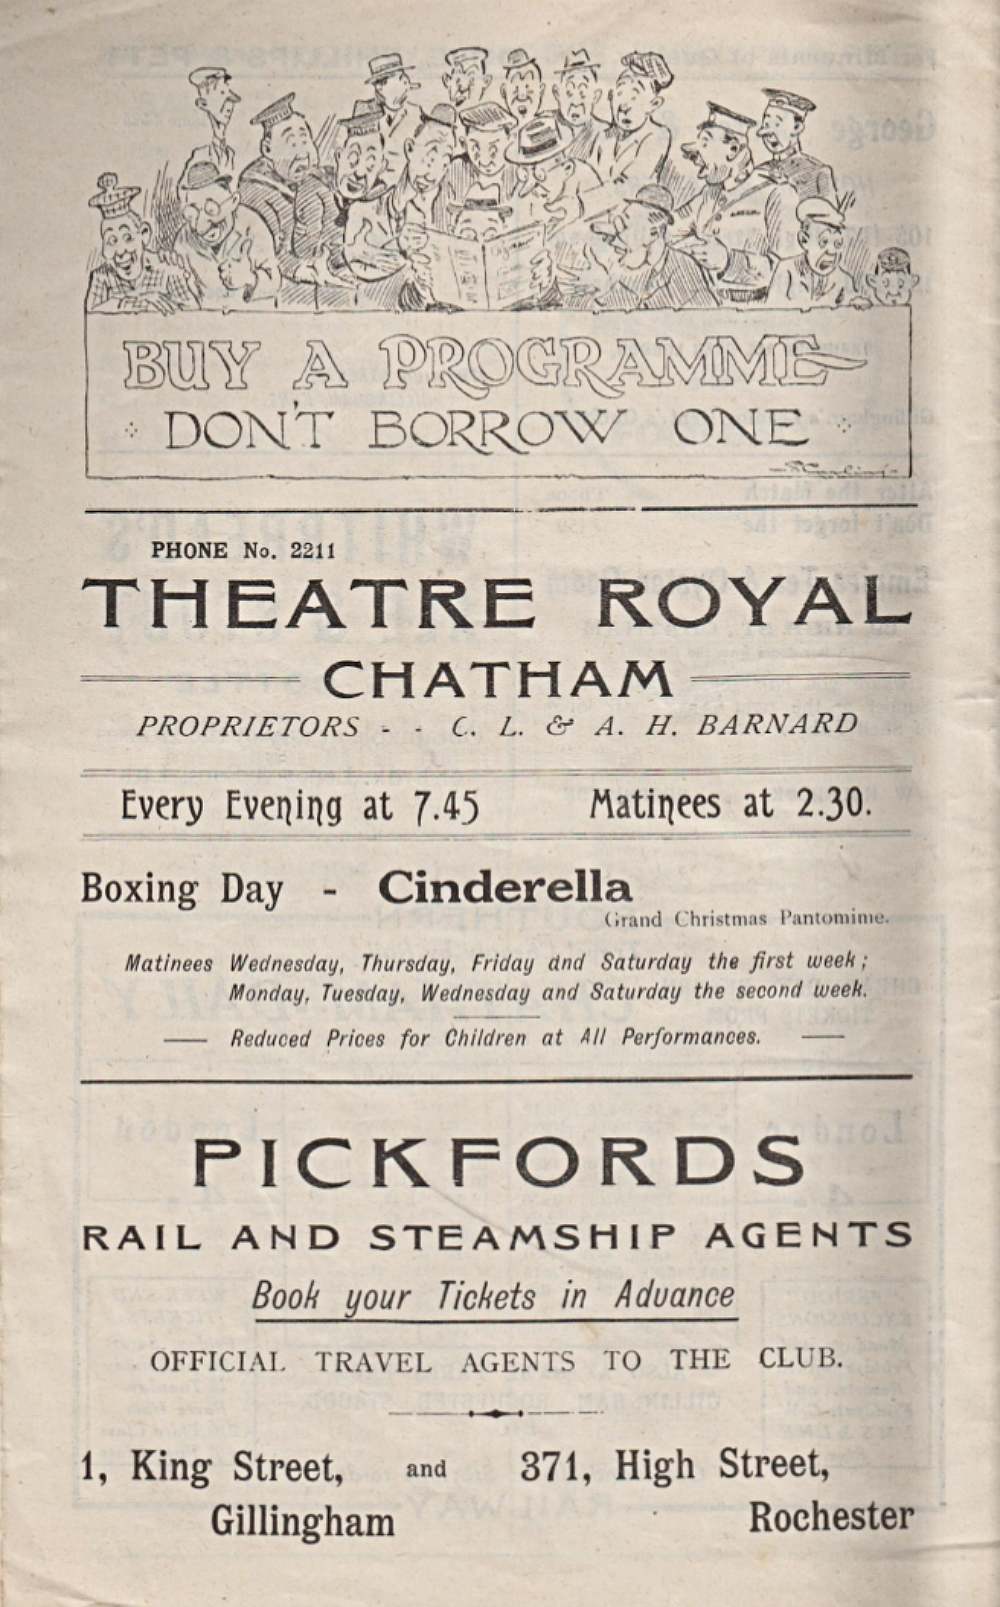 BUY A PROGRAMME
DON'T BORROW ONE
PHONE No. 2211
THEATRE ROYAL
CHATHAM
PROPRIETORS - - C. L. & A. H. BARNARD
Every Evening at 7.45 Matinees at 2.30.
Boxing Day - Cinderella
Grand Christmas Pantomime.
Matinees Wednesday, Thursday, Friday and Saturday the first week;
Monday, Tuesday, Wednesday and Saturday the second week.
Reduced Prices for Children at All Performances.
PICKFORDS
RAIL AND STEAMSHIP AGENTS
Book your Tickets in Advance
OFFICIAL TRAVEL AGENTS TO THE CLUB.
1, King Street, and 371, High Street,
Gillingham Rochester